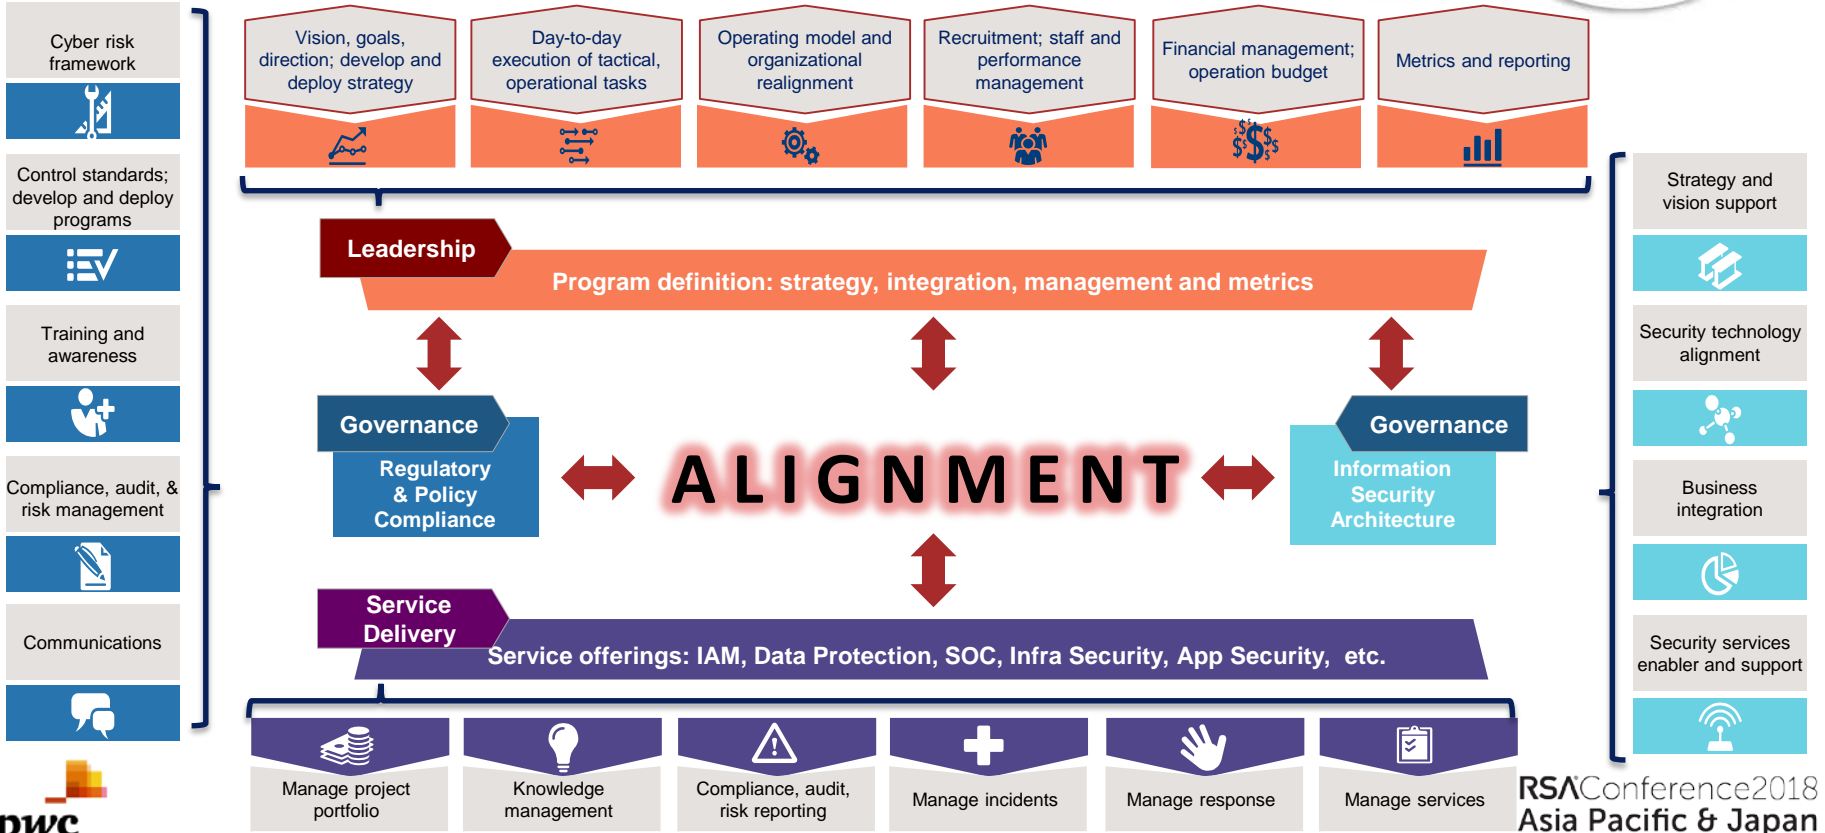 Cyber risk
framework
Control standards;
develop and deploy
programs
Training and
awareness
Compliance, audit, &
risk management
Communications
Vision, goals,
direction; develop and
deploy strategy
Day-to-day
execution of tactical,
operational tasks
Operating model and
organizational
realignment
Recruitment; staff and
performance
management
Financial management;
operation budget
Metrics and reporting
Leadership
Program definition: strategy, integration, management and metrics
Governance
Regulatory
& Policy
Compliance
ALIGNMENT
Governance
Information
Security
Architecture
Service
Delivery
Service offerings: IAM, Data Protection, SOC, Infra Security, App Security, etc.
Manage project
portfolio
Knowledge
management
Compliance, audit,
risk reporting
Manage incidents
Manage response
Manage services
Strategy and
vision support
Security technology
alignment
Business
integration
Security services
enabler and support
pwc
RSAConference2018
Asia Pacific & Japan